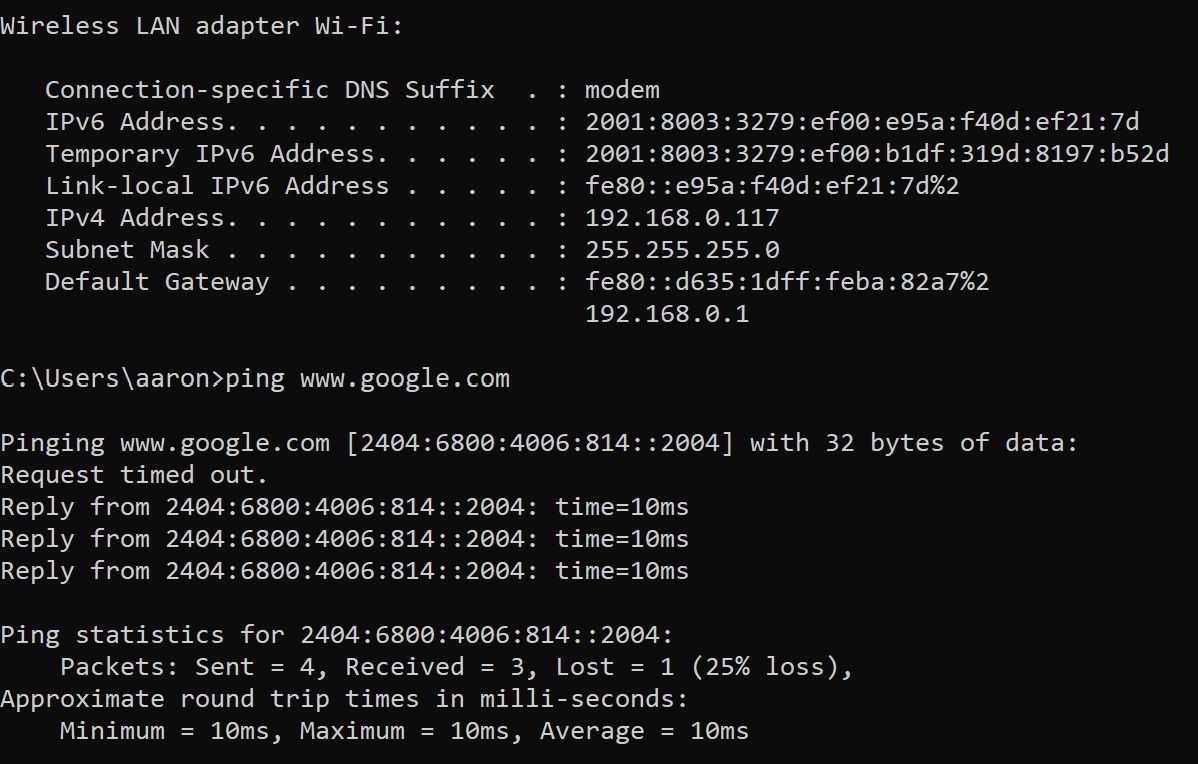 Wireless LAN adapter Wi-Fi:
Connection-specific DNS Suffix  . : modem
IPv6 Address. . . . . . . . . . . : 2001:8003:3279:ef00:e95a:f40d:ef21:7d
Temporary IPv6 Address. . . . . . : 2001:8003:3279:ef00:b1df:319d:8197:b52d
Link-local IPv6 Address . . . . . : fe80::e95a:f40d:ef21:7d%2
IPv4 Address. . . . . . . . . . . : 192.168.0.117
Subnet Mask . . . . . . . . . . . : 255.255.255.0
Default Gateway . . . . . . . . . : fe80::d635:1dff:feba:82a7%2
192.168.0.1
C:\Users\aaron>ping www.google.com
Pinging www.google.com [2404:6800:4006:814::2004] with 32 bytes of data:
Request timed out.
Reply from 2404:6800:4006:814::2004: time=10ms
Reply from 2404:6800:4006:814::2004: time=10ms
Reply from 2404:6800:4006:814::2004: time=10ms
Ping statistics for 2404:6800:4006:814::2004:
Packets: Sent = 4, Received = 3, Lost = 1 (25% loss),
Approximate round trip times in milli-seconds:
Minimum = 10ms, Maximum = 10ms, Average = 10ms